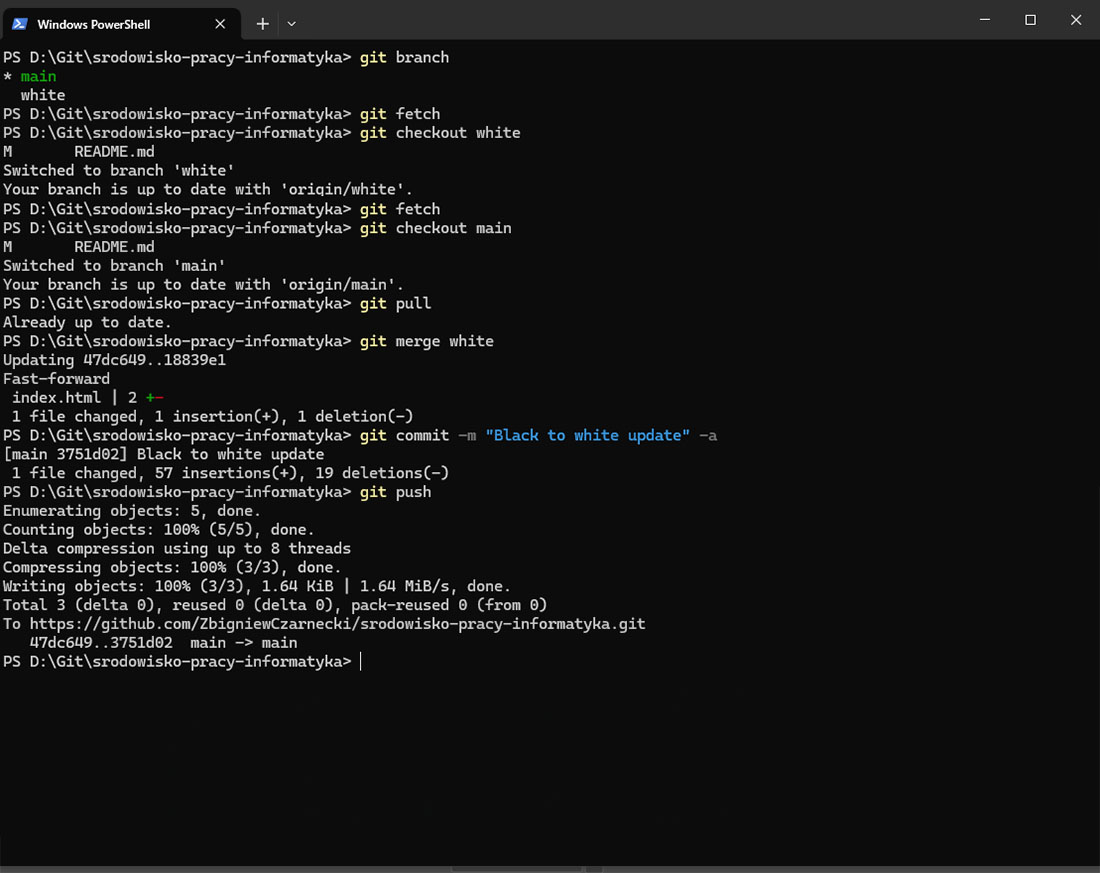 Windows PowerShell
PS D:\Git\srodowisko-pracy-informatyka> git branch
* main
  white
PS D:\Git\srodowisko-pracy-informatyka> git fetch
PS D:\Git\srodowisko-pracy-informatyka> git checkout white
M       README.md
Switched to branch 'white'
Your branch is up to date with 'origin/white'.
PS D:\Git\srodowisko-pracy-informatyka> git fetch
PS D:\Git\srodowisko-pracy-informatyka> git checkout main
M       README.md
Switched to branch 'main'
Your branch is up to date with 'origin/main'.
PS D:\Git\srodowisko-pracy-informatyka> git pull
Already up to date.
PS D:\Git\srodowisko-pracy-informatyka> git merge white
Updating 47dc649..18839e1
Fast-forward
 index.html | 2 +-
 1 file changed, 1 insertion(+), 1 deletion(-)
PS D:\Git\srodowisko-pracy-informatyka> git commit -m "Black to white update" -a
[main 3751d02] Black to white update
 1 file changed, 57 insertions(+), 19 deletions(-)
PS D:\Git\srodowisko-pracy-informatyka> git push
Enumerating objects: 5, done.
Counting objects: 100% (5/5), done.
Delta compression using up to 8 threads
Compressing objects: 100% (3/3), done.
Writing objects: 100% (3/3), 1.64 KiB | 1.64 MiB/s, done.
Total 3 (delta 0), reused 0 (delta 0), pack-reused 0 (from 0)
To https://github.com/ZbigniewCzarnecki/srodowisko-pracy-informatyka.git
   47dc649..3751d02  main -> main
PS D:\Git\srodowisko-pracy-informatyka>